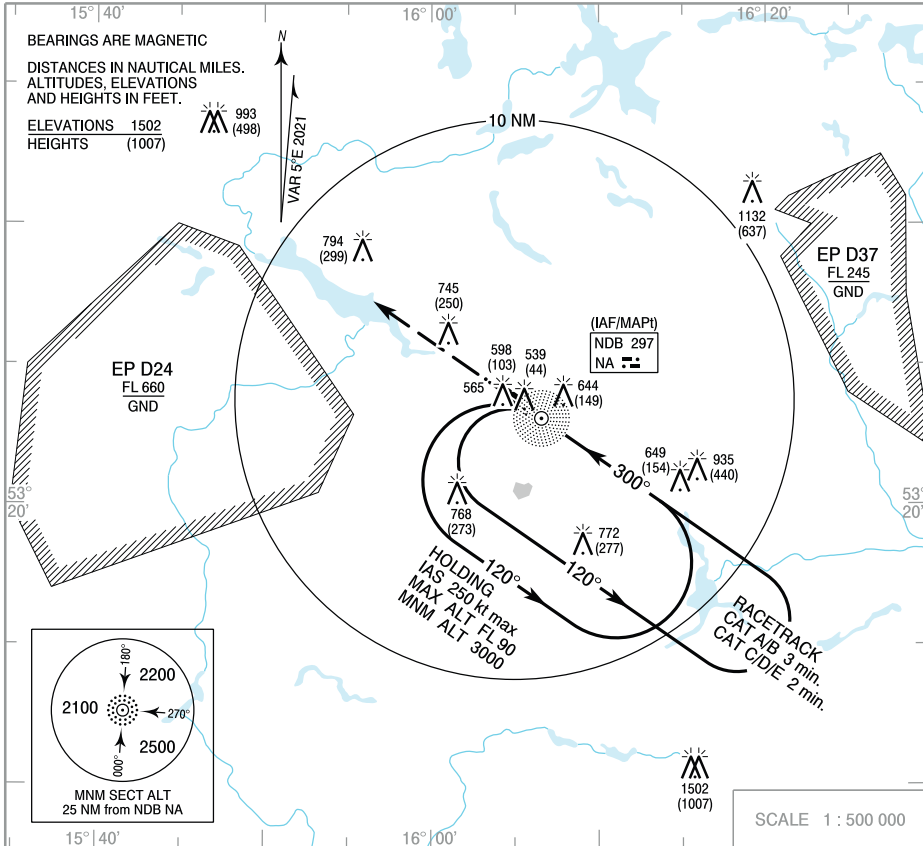 15° 40'
16° 00'
16° 20'
BEARINGS ARE MAGNETIC
DISTANCES IN NAUTICAL MILES.
ALTITUDES, ELEVATIONS
AND HEIGHTS IN FEET.
ELEVATIONS 1502
HEIGHTS (1007)
993
(498)
N
VAR 5°E 2021
10 NM
1132
(637)
EP D37
FL 245
GND
794
(299)
745
(250)
(IAF/MAPt)
NDB 297
NA
EP D24
FL 660
GND
598
(103)
539
(44)
565
644
(149)
649
(154)
935
(440)
300°
53°
20'
53°
20'
768
(273)
772
(277)
120°
120°
HOLDING
IAS 250 kt max
MAX ALT FL 90
MNM ALT 3000
RACETRACK
CAT A/B 3 min.
CAT C/D/E 2 min.
180°
2200
2100
270°
2500
000°
MNM SECT ALT
25 NM from NDB NA
1502
(1007)
SCALE 1 : 500 000
15° 40'
16° 00'